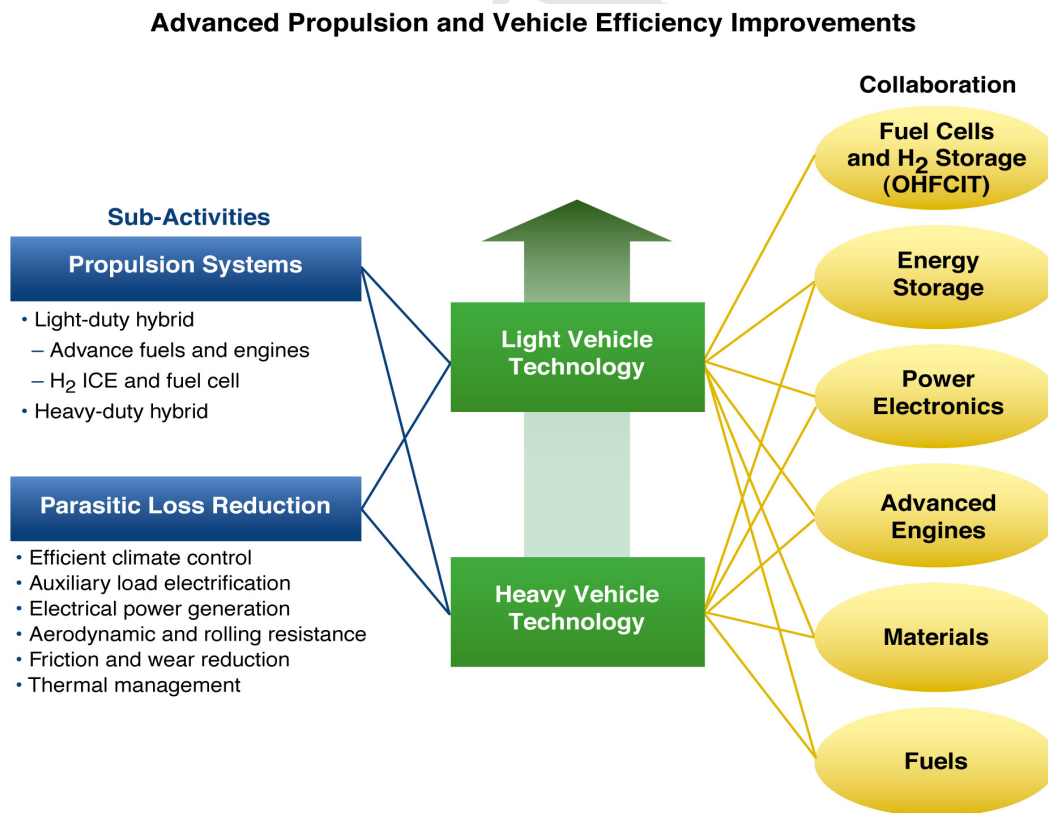 Advanced Propulsion and Vehicle Efficiency Improvements
Sub-Activities
Propulsion Systems
• Light-duty hybrid
– Advance fuels and engines
– H2 ICE and fuel cell
• Heavy-duty hybrid
Parasitic Loss Reduction
• Efficient climate control
• Auxiliary load electrification
• Electrical power generation
• Aerodynamic and rolling resistance
• Friction and wear reduction
• Thermal management
Light Vehicle
Technology
Heavy Vehicle
Technology
Collaboration
Fuel Cells
and H2 Storage
(OHFCIT)
Energy
Storage
Power
Electronics
Advanced
Engines
Materials
Fuels